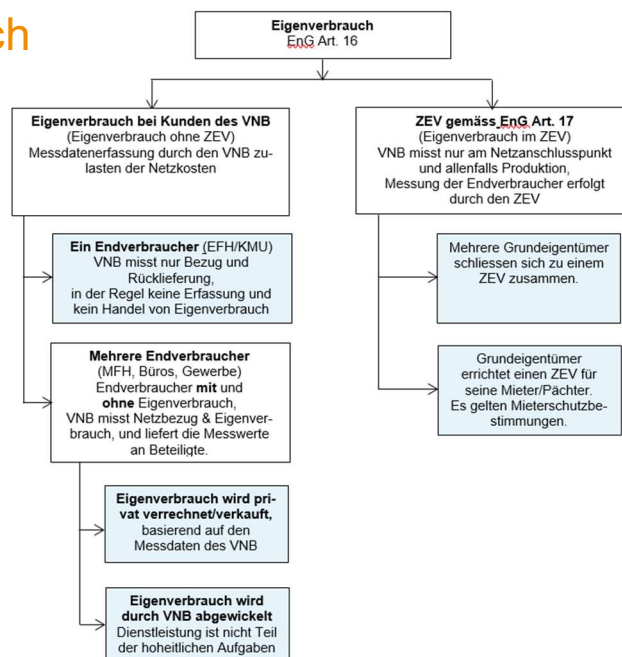 ch
Eigenverbrauch
EnG Art. 16
Eigenverbrauch bei Kunden des VNB
(Eigenverbrauch ohne ZEV)
Messdatenerfassung durch den VNB zu-
lasten der Netzkosten
ZEV gemäss EnG Art. 17
(Eigenverbrauch im ZEV)
VNB misst nur am Netzanschlusspunkt
und allenfalls Produktion,
Messung der Endverbraucher erfolgt
durch den ZEV
Ein Endverbraucher (EFH/KMU)
VNB misst nur Bezug und
Rücklieferung,
in der Regel keine Erfassung und
kein Handel von Eigenverbrauch
Mehrere Grundeigentümer
schliessen sich zu einem
ZEV zusammen.
Mehrere Endverbraucher
(MFH, Büros, Gewerbe)
Endverbraucher mit und
ohne Eigenverbrauch,
VNB misst Netzbezug & Eigenver-
brauch, und liefert die Messwerte
an Beteiligte.
Grundeigentümer
errichtet einen ZEV für
seine Mieter/Pächter.
Es gelten Mieterschutzbe-
stimmungen.
Eigenverbrauch wird pri-
vat verrechnet/verkauft,
basierend auf den
Messdaten des VNB
Eigenverbrauch wird
durch VNB abgewickelt
Dienstleistung ist nicht Teil
der hoheitlichen Aufgaben